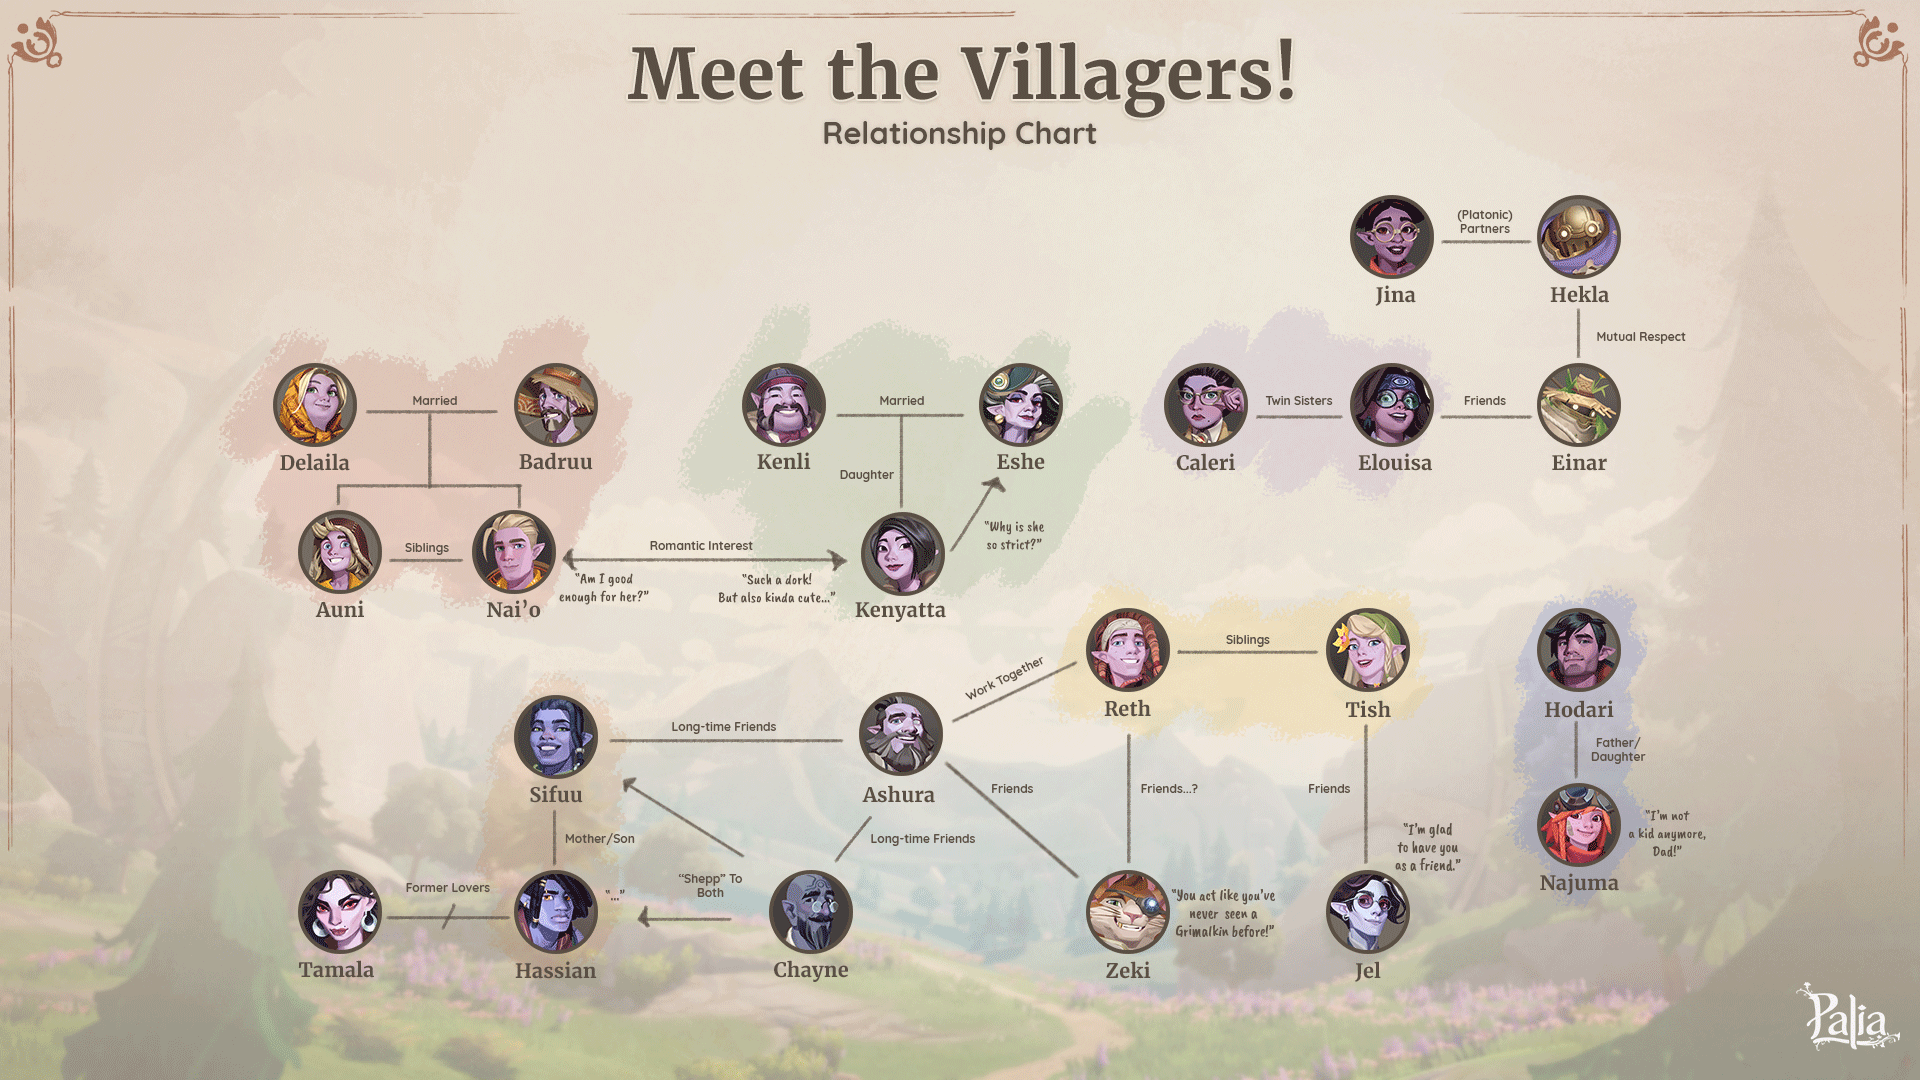 Meet the Villagers!
Relationship Chart
(Platonic)
Partners
Jina
Hekla
Mutual Respect
Married
Delaila
Badruu
Married
Kenli
Eshe
Daughter
Twin Sisters
Friends
Caleri
Elouisa
Einar
Siblings
Auni
Nai'o
Romantic Interest
"Am I good
enough for her?"
"Such a dork!
But also kinda cute..."
Kenyatta
"Why is she
so strict?"
Work Together
Reth
Siblings
Tish
Hodari
Father/
Daughter
Sifuu
Long-time Friends
Ashura
Friends
Friends...?
Friends
Mother/Son
Long-time Friends
"I'm glad
to have you
as a friend."
"I'm not
a kid anymore,
Dad!"
Najuma
Former Lovers
"..."
"Shepp" To
Both
"You act like you've
never seen a
Grimalkin before!"
Tamala
Hassian
Chayne
Zeki
Jel
Palia